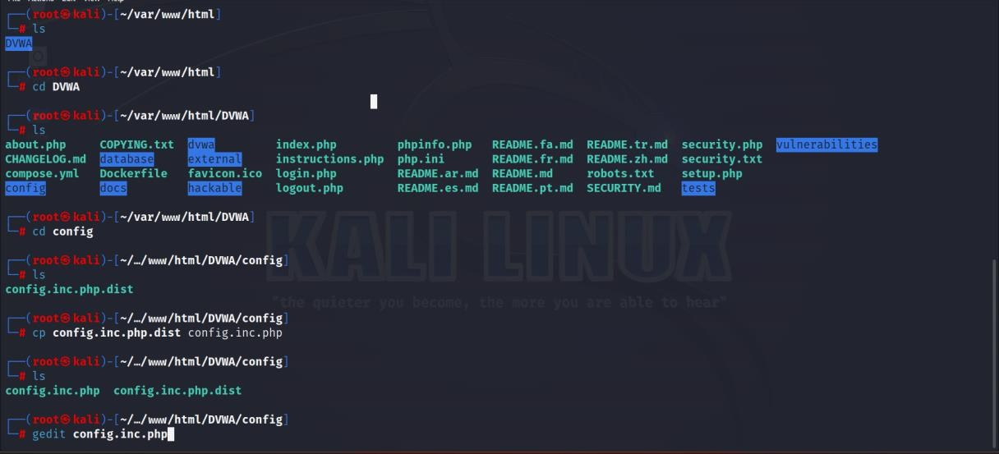 ┌──(root㉿kali)-[~/var/www/html]
└─# ls
DVWA
┌──(root㉿kali)-[~/var/www/html]
└─# cd DVWA
┌──(root㉿kali)-[~/var/www/html/DVWA]
└─# ls
about.php COPYING.txt dvwa index.php phpinfo.php README.fa.md README.tr.md security.php vulnerabilities
CHANGELOG.md database external instructions.php php.ini README.fr.md README.zh.md security.txt
compose.yml Dockerfile favicon.ico login.php README.ar.md README.md robots.txt setup.php
config docs hackable logout.php README.es.md README.pt.md SECURITY.md tests
┌──(root㉿kali)-[~/var/www/html/DVWA]
└─# cd config
┌──(root㉿kali)-[~/…/www/html/DVWA/config]
└─# ls
config.inc.php.dist
┌──(root㉿kali)-[~/…/www/html/DVWA/config]
└─# cp config.inc.php.dist config.inc.php
┌──(root㉿kali)-[~/…/www/html/DVWA/config]
└─# ls
config.inc.php config.inc.php.dist
┌──(root㉿kali)-[~/…/www/html/DVWA/config]
└─# gedit config.inc.php
KALI LINUX
"the quieter you become, the more you are able to hear"